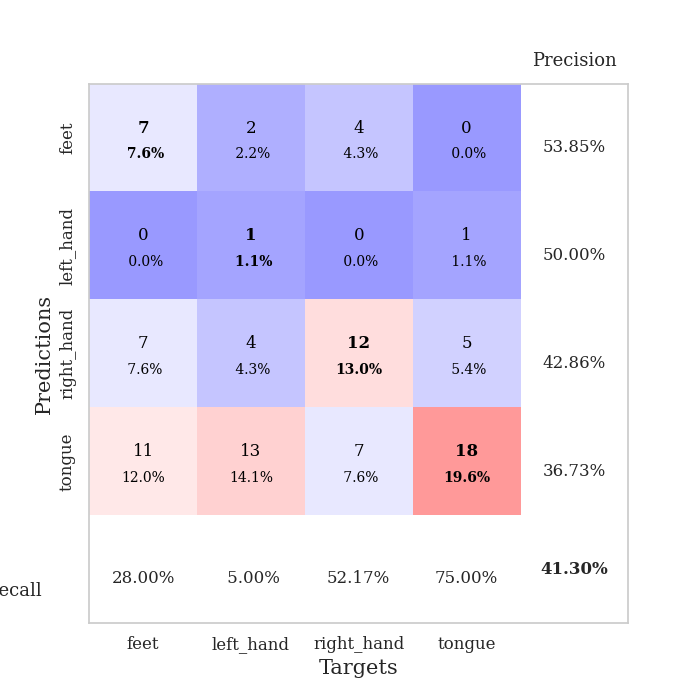 Precision
feet
7 2 4 0
7.6% 2.2% 4.3% 0.0%
53.85%
left_hand
0 1 0 1
0.0% 1.1% 0.0% 1.1%
50.00%
Predictions
right_hand
7 4 12 5
7.6% 4.3% 13.0% 5.4%
42.86%
tongue
11 13 7 18
12.0% 14.1% 7.6% 19.6%
36.73%
ecall
28.00% 5.00% 52.17% 75.00%
41.30%
feet left_hand right_hand tongue
Targets